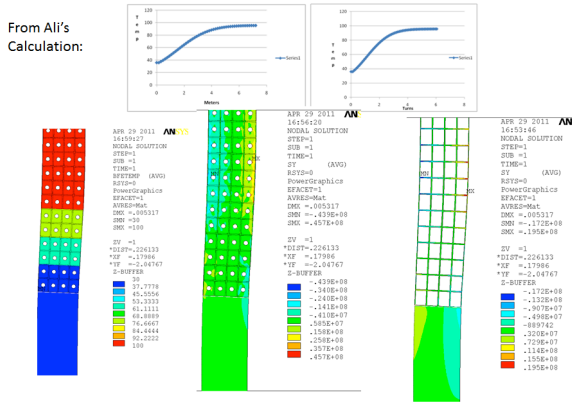 From Ali's
Calculation:
Temp
120
100
80
60
40
20
0
0
2
4
6
8
Meters
Series1
Temp
120
100
80
60
40
20
0
0
2
4
6
8
Turns
Series1
APR 29 2011
ANSYS
16:59:27
NODAL SOLUTION
STEP=1
SUB =1
TIME=1
BFETEMP (AVG)
RSYS=0
PowerGraphics
EFACET=1
AVRES=Mat
DMX =.005317
SMN =30
SMX =100
ZV =1
*DIST=.226133
*XF =.17986
*YF =-2.04767
Z-BUFFER
30
37.7778
45.5556
53.3333
61.1111
68.8889
76.6667
84.4444
92.2222
100
MN
MX
APR 29 2011
ANS
16:56:20
NODAL SOLUTION
STEP=1
SUB =1
TIME=1
SY (AVG)
RSYS=0
PowerGraphics
EFACET=1
AVRES=Mat
DMX =.005317
SMN =-.439E+08
SMX =.457E+08
ZV =1
*DIST=.226133
*XF =.17986
*YF =-2.04767
Z-BUFFER
-.439E+08
-.340E+08
-.240E+08
-.141E+08
-.410E+07
.585E+07
.158E+08
.258E+08
.357E+08
.457E+08
MN
MX
APR 29 2011
AN
16:53:46
NODAL SOLUTION
STEP=1
SUB =1
TIME=1
SY (AVG)
RSYS=0
PowerGraphics
EFACET=1
AVRES=Mat
DMX =.005317
SMN =-.172E+08
SMX =.195E+08
ZV =1
*DIST=.226133
*XF =.17986
*YF =-2.04767
Z-BUFFER
-.172E+08
-.132E+08
-.907E+07
-.498E+07
-889742
.320E+07
.729E+07
.114E+08
.155E+08
.195E+08